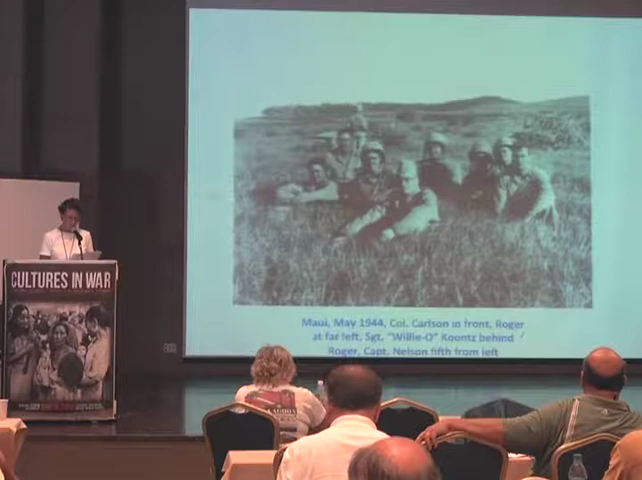 CULTURES IN WAR
Maui, May 1944, Col. Carlson in front, Roger
at far left, Sgt. "Willie-O" Koontz behind
Roger, Capt. Nelson fifth from left